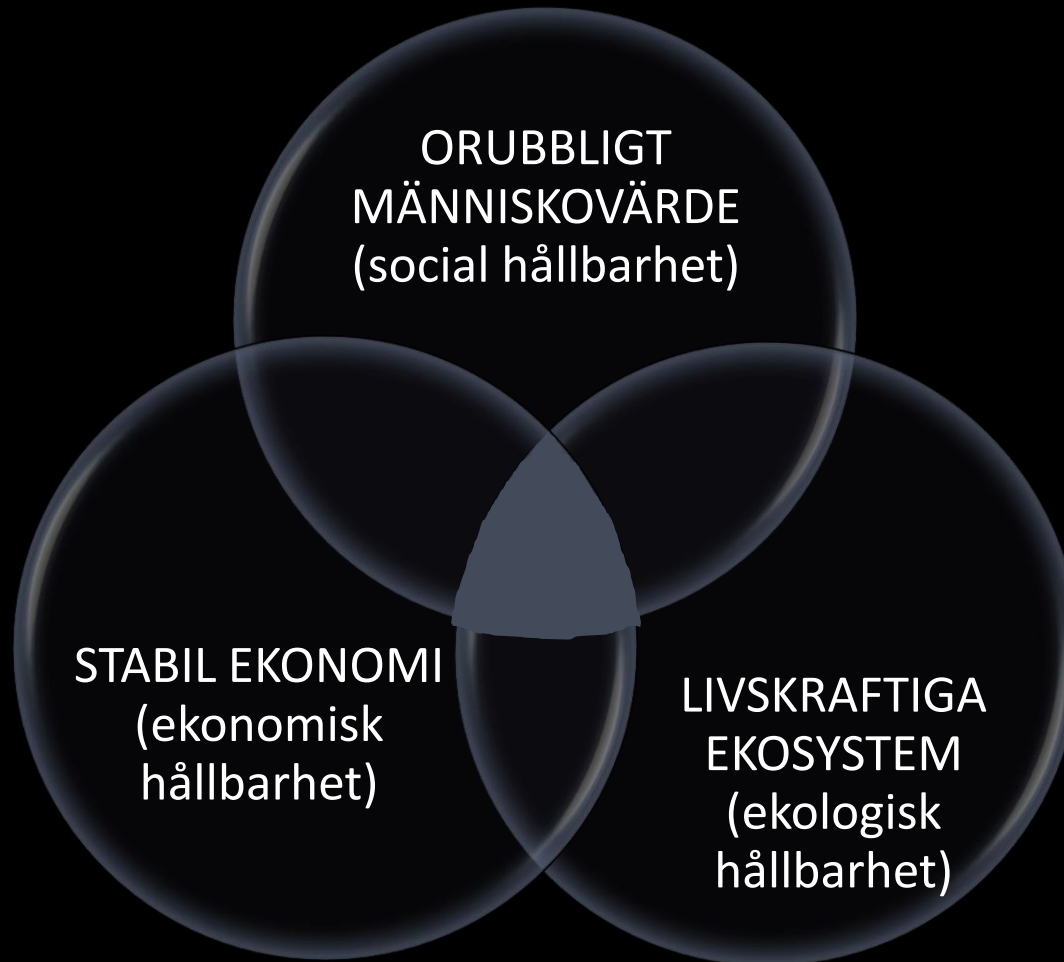 ORUBBLIGT
MÄNNISKOVÄRDE
(social hållbarhet)
STABIL EKONOMI
(ekonomisk
hållbarhet)
LIVSKRAFTIGA
EKOSYSTEM
(ekologisk
hållbarhet)